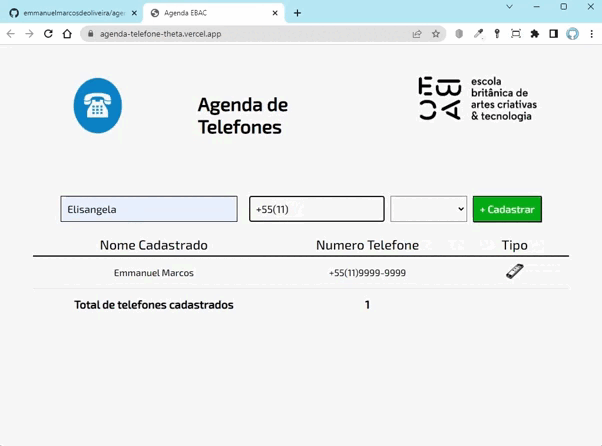 emmanuelmarcosdeoliveira/agen
Agenda EBAC
agenda-telefone-theta.vercel.app
Agenda de
Telefones
EBAC
escola
britânica de
artes criativas
& tecnologia
Elisangela
+55(11)
+ Cadastrar
Nome Cadastrado
Numero Telefone
Tipo
Emmanuel Marcos
+55(11)9999-9999
Total de telefones cadastrados
1